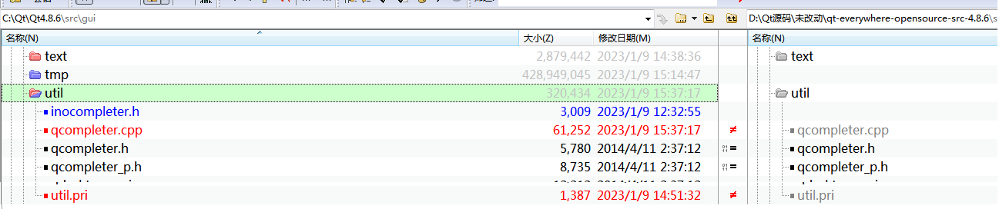 C:\Qt\Qt4.8.6\src\gui D:\Qt源码\未改动\qt-everywhere-opensource-src-4.8.6\s
名称(N) 大小(Z) 修改日期(M) 名称(N)
text 2,879,442 2023/1/9 14:38:36 text
tmp 428,949,045 2023/1/9 15:14:47
util 320,434 2023/1/9 15:37:17 util
inocompleter.h 3,009 2023/1/9 12:32:55
qcompleter.cpp 61,252 2023/1/9 15:37:17 ≠ qcompleter.cpp
qcompleter.h 5,780 2014/4/11 2:37:12 = qcompleter.h
qcompleter_p.h 8,735 2014/4/11 2:37:12 = qcompleter_p.h
util.pri 1,387 2023/1/9 14:51:32 ≠ util.pri